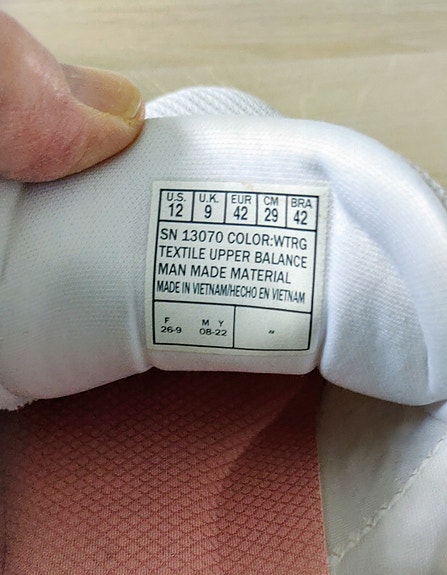 U.S. U.K. EUR CM BRA
12 9 42 29 42
SN 13070 COLOR:WTRG
TEXTILE UPPER BALANCE
MAN MADE MATERIAL
MADE IN VIETNAM/HECHO EN VIETNAM
F M Y
26-9 08-22 "